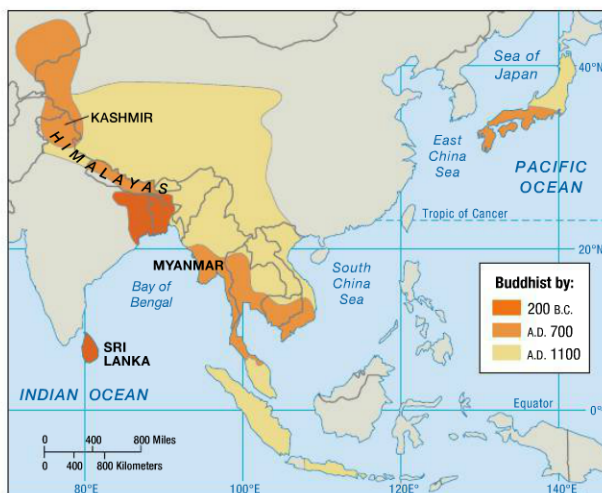 Sea of
Japan
40°N
KASHMIR
HIMALAYAS
East
China
Sea
PACIFIC
OCEAN
Tropic of Cancer
20°N
MYANMAR
Bay of
Bengal
South
China
Sea
Buddhist by:
200 B.C.
A.D. 700
A.D. 1100
SRI
LANKA
INDIAN OCEAN
Equator
0°
0 400 800 Miles
0 400 800 Kilometers
80°E
100°E
120°E
140°E